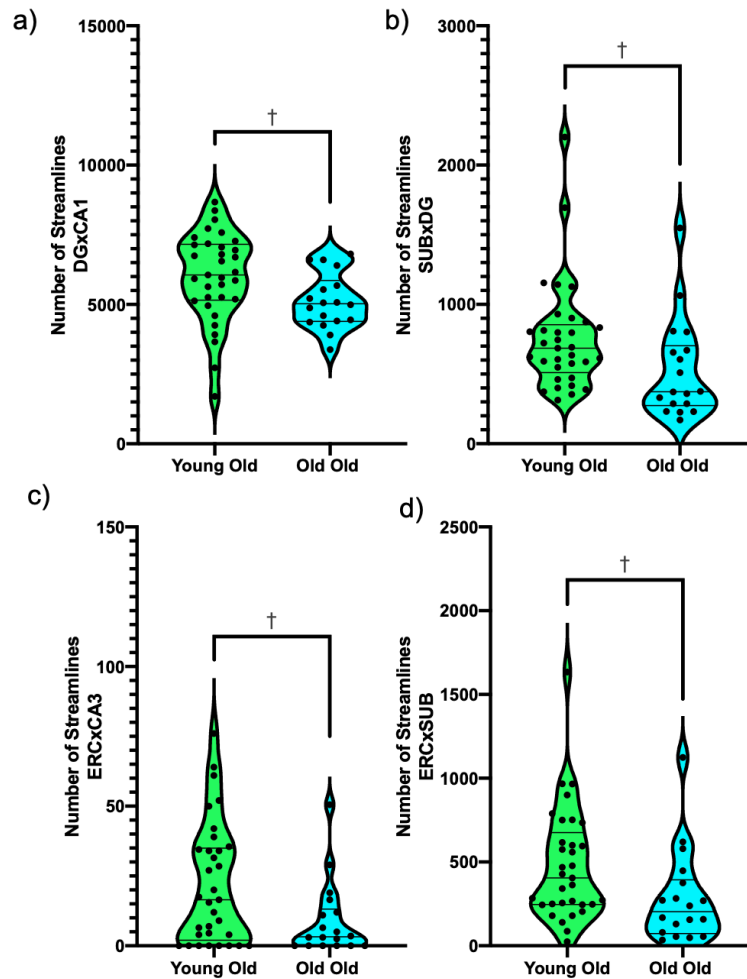 a)
15000
10000
5000
0
Number of Streamlines
DGxCA1
†
Young Old
Old Old
b)
3000
2000
1000
0
Number of Streamlines
SUBxDG
†
Young Old
Old Old
c)
150
100
50
0
Number of Streamlines
ERCxCA3
†
Young Old
Old Old
d)
2500
2000
1500
1000
500
0
Number of Streamlines
ERCxSUB
†
Young Old
Old Old